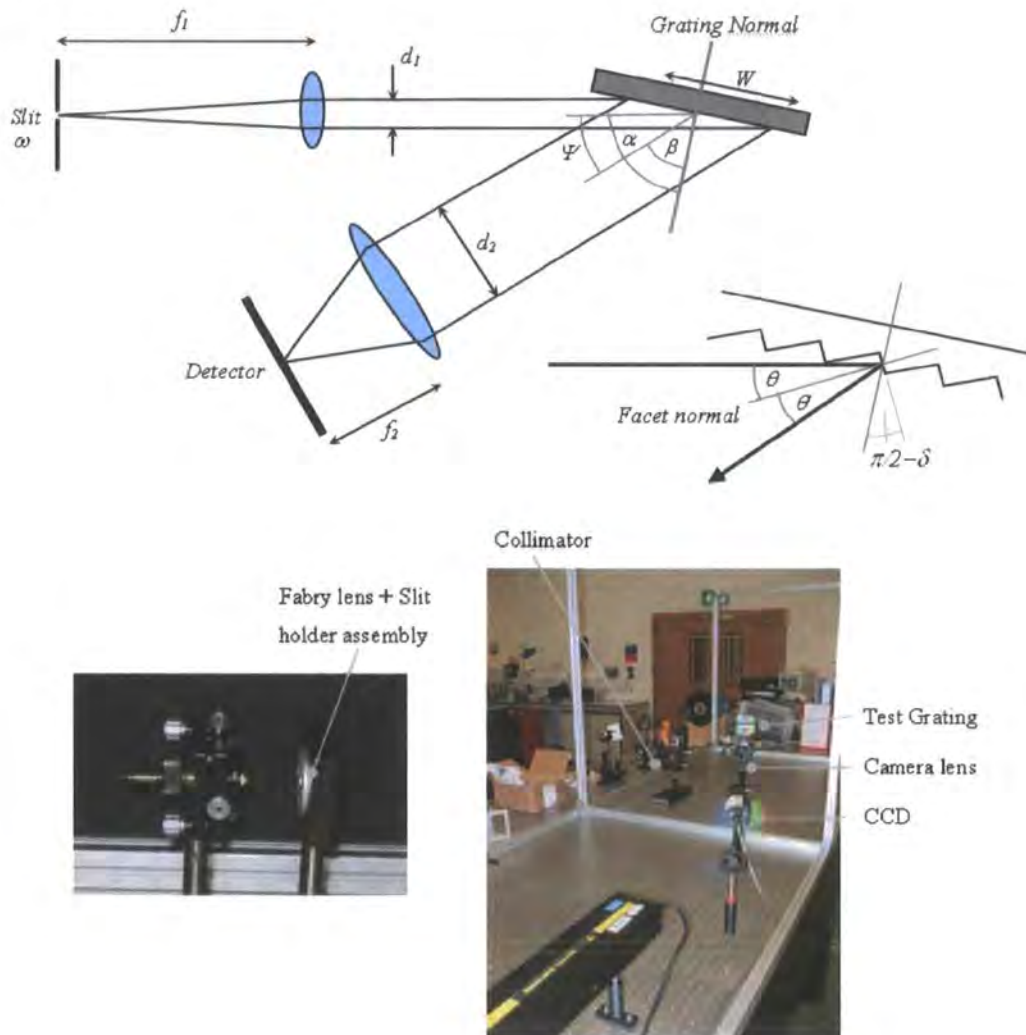 f1
Grating Normal
d1
W
Slit
ω
Ψ
α
β
d2
Detector
f2
θ
θ
Facet normal
π/2−δ
Collimator
Fabry lens + Slit
holder assembly
Test Grating
Camera lens
CCD